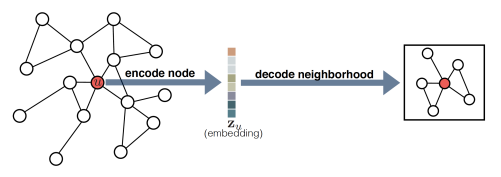 u
encode node
decode neighborhood
z_u
(embedding)